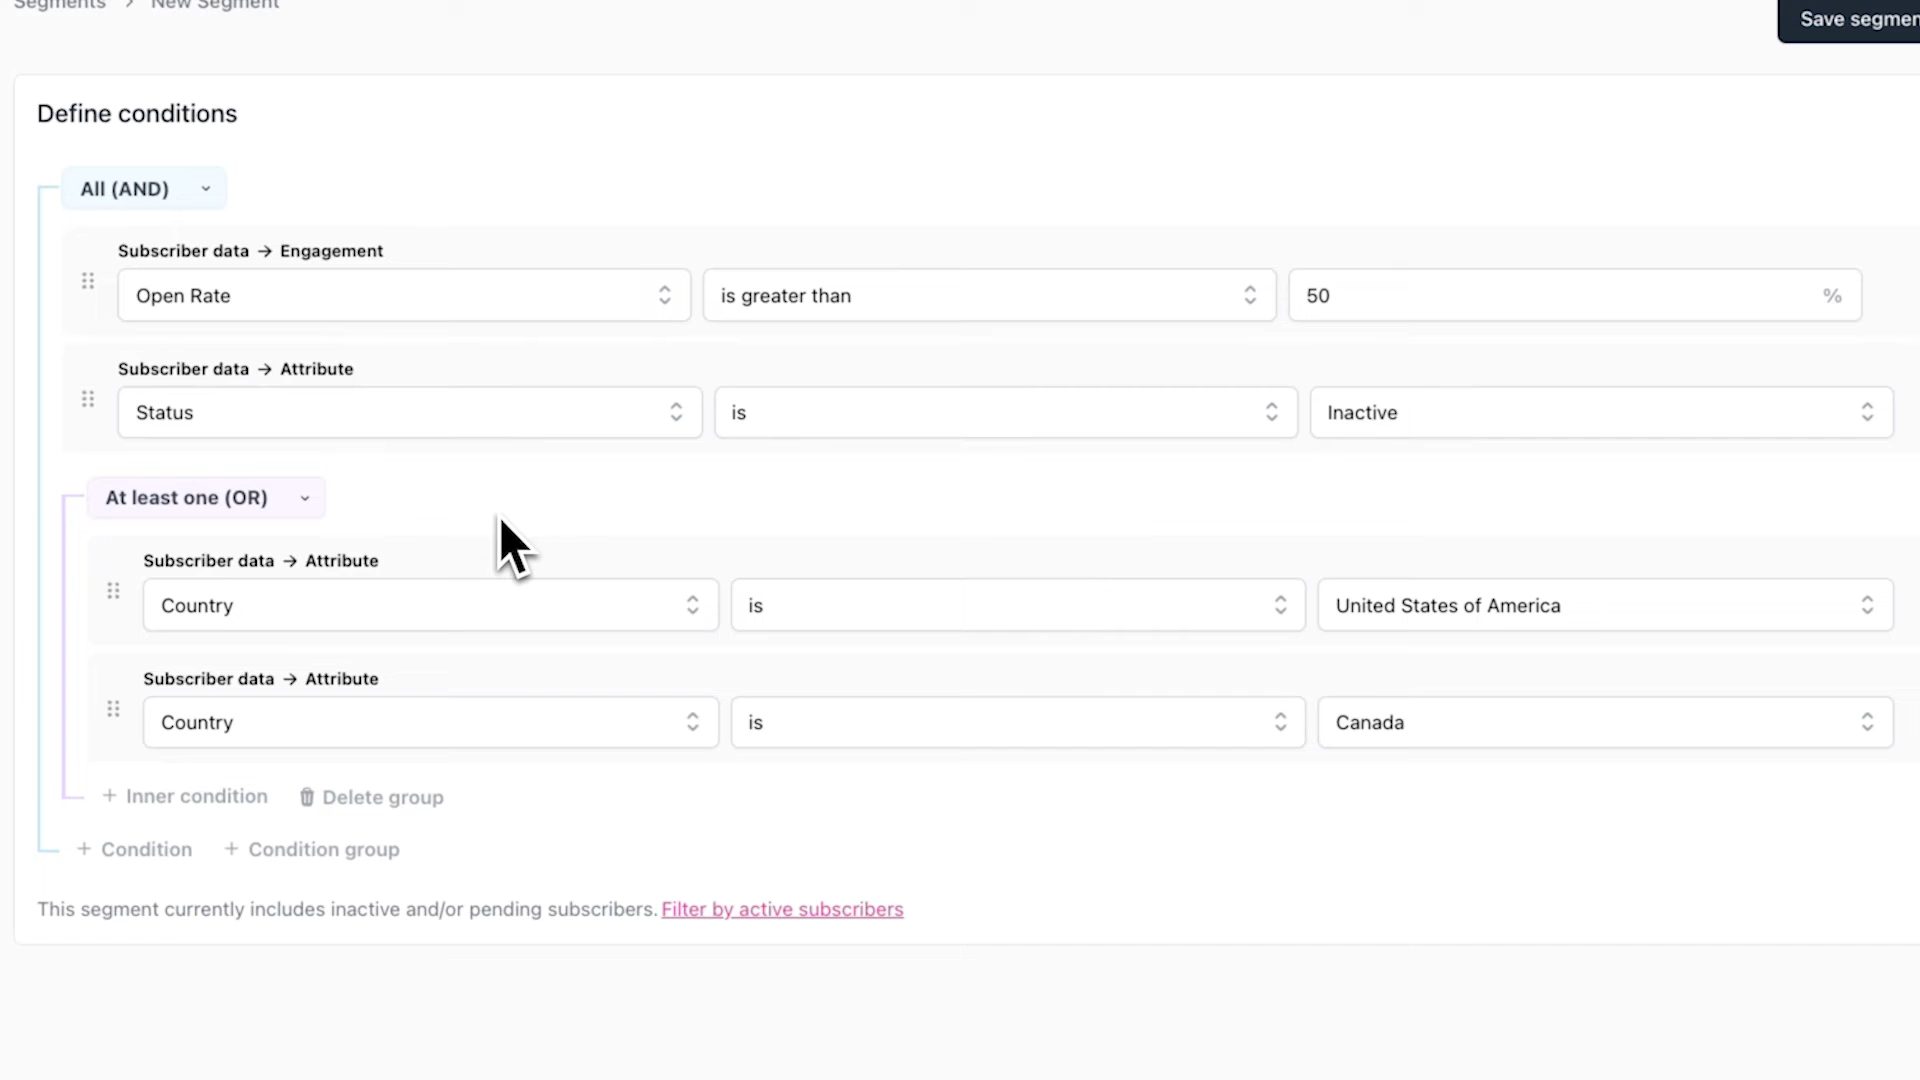 Segments > New Segment
Save segmen
Define conditions
All (AND)
Subscriber data → Engagement
Open Rate is greater than 50 %
Subscriber data → Attribute
Status is Inactive
At least one (OR)
Subscriber data → Attribute
Country is United States of America
Subscriber data → Attribute
Country is Canada
+ Inner condition Delete group
+ Condition + Condition group
This segment currently includes inactive and/or pending subscribers. Filter by active subscribers